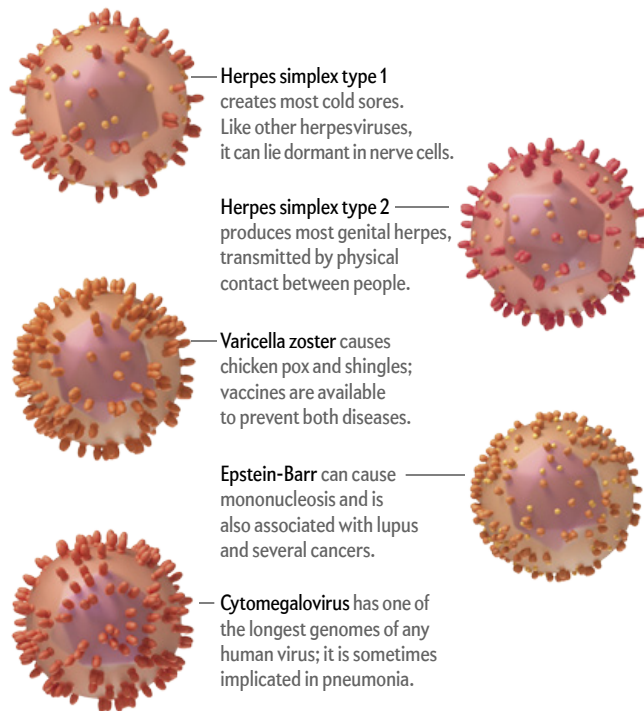 Herpes simplex type 1
creates most cold sores.
Like other herpesviruses,
it can lie dormant in nerve cells.
Herpes simplex type 2
produces most genital herpes,
transmitted by physical
contact between people.
Varicella zoster causes
chicken pox and shingles;
vaccines are available
to prevent both diseases.
Epstein-Barr can cause
mononucleosis and is
also associated with lupus
and several cancers.
Cytomegalovirus has one of
the longest genomes of any
human virus; it is sometimes
implicated in pneumonia.